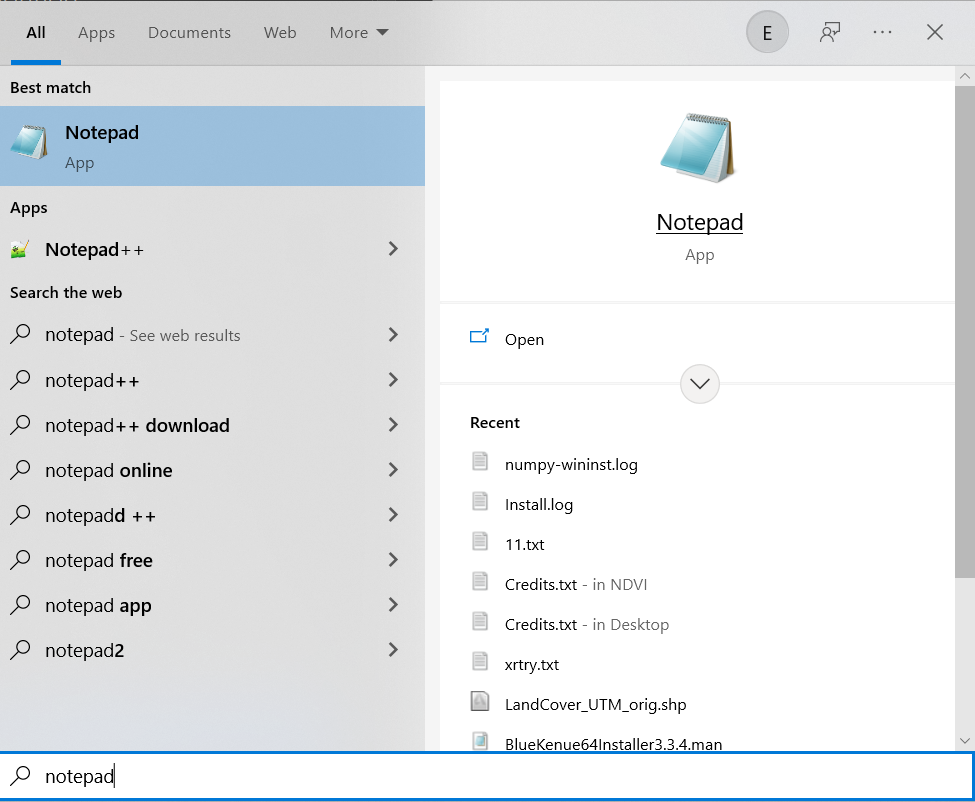 All Apps Documents Web More E
Best match
Notepad
App
Apps
Notepad++
Search the web
notepad - See web results
notepad++
notepad++ download
notepad online
notepadd ++
notepad free
notepad app
notepad2
Notepad
App
Open
Recent
numpy-wininst.log
Install.log
11.txt
Credits.txt - in NDVI
Credits.txt - in Desktop
xrtry.txt
LandCover_UTM_orig.shp
BlueKenue64Installer3.3.4.man
notepad